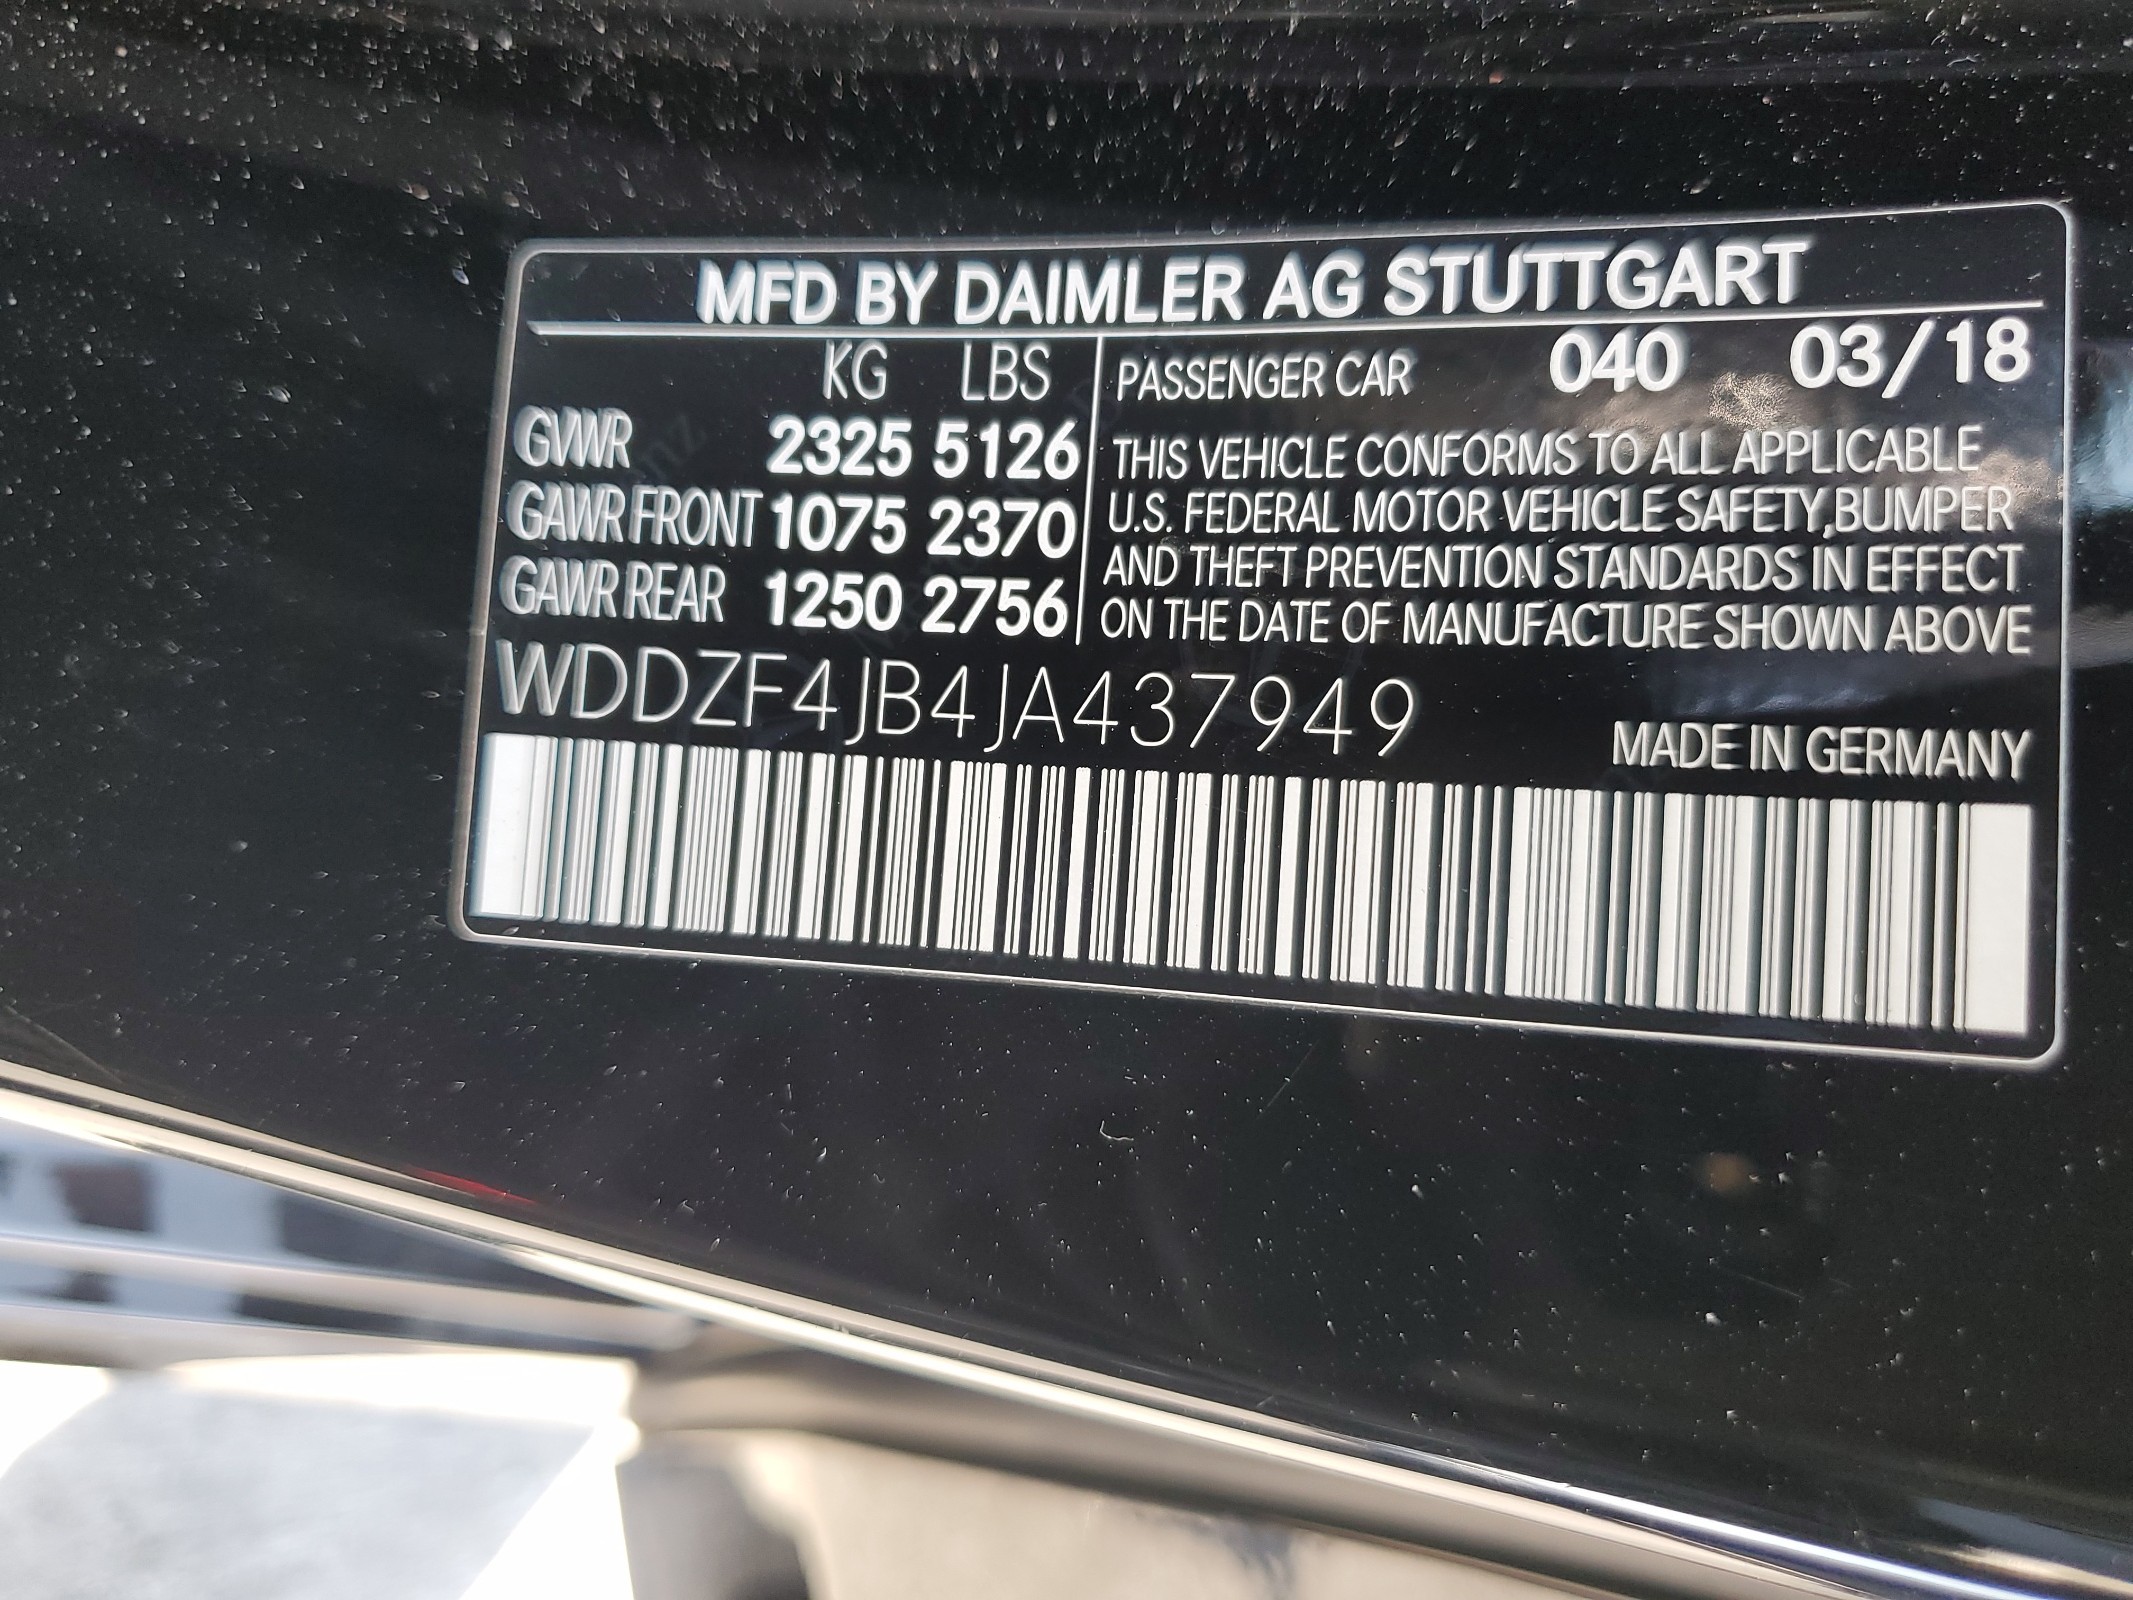 MFD BY DAIMLER AG STUTTGART
KG LBS
GVWR 2325 5126
GAWR FRONT 1075 2370
GAWR REAR 1250 2756
PASSENGER CAR 040 03/18
THIS VEHICLE CONFORMS TO ALL APPLICABLE
U.S. FEDERAL MOTOR VEHICLE SAFETY,BUMPER
AND THEFT PREVENTION STANDARDS IN EFFECT
ON THE DATE OF MANUFACTURE SHOWN ABOVE
WDDZF4JB4JA437949
MADE IN GERMANY